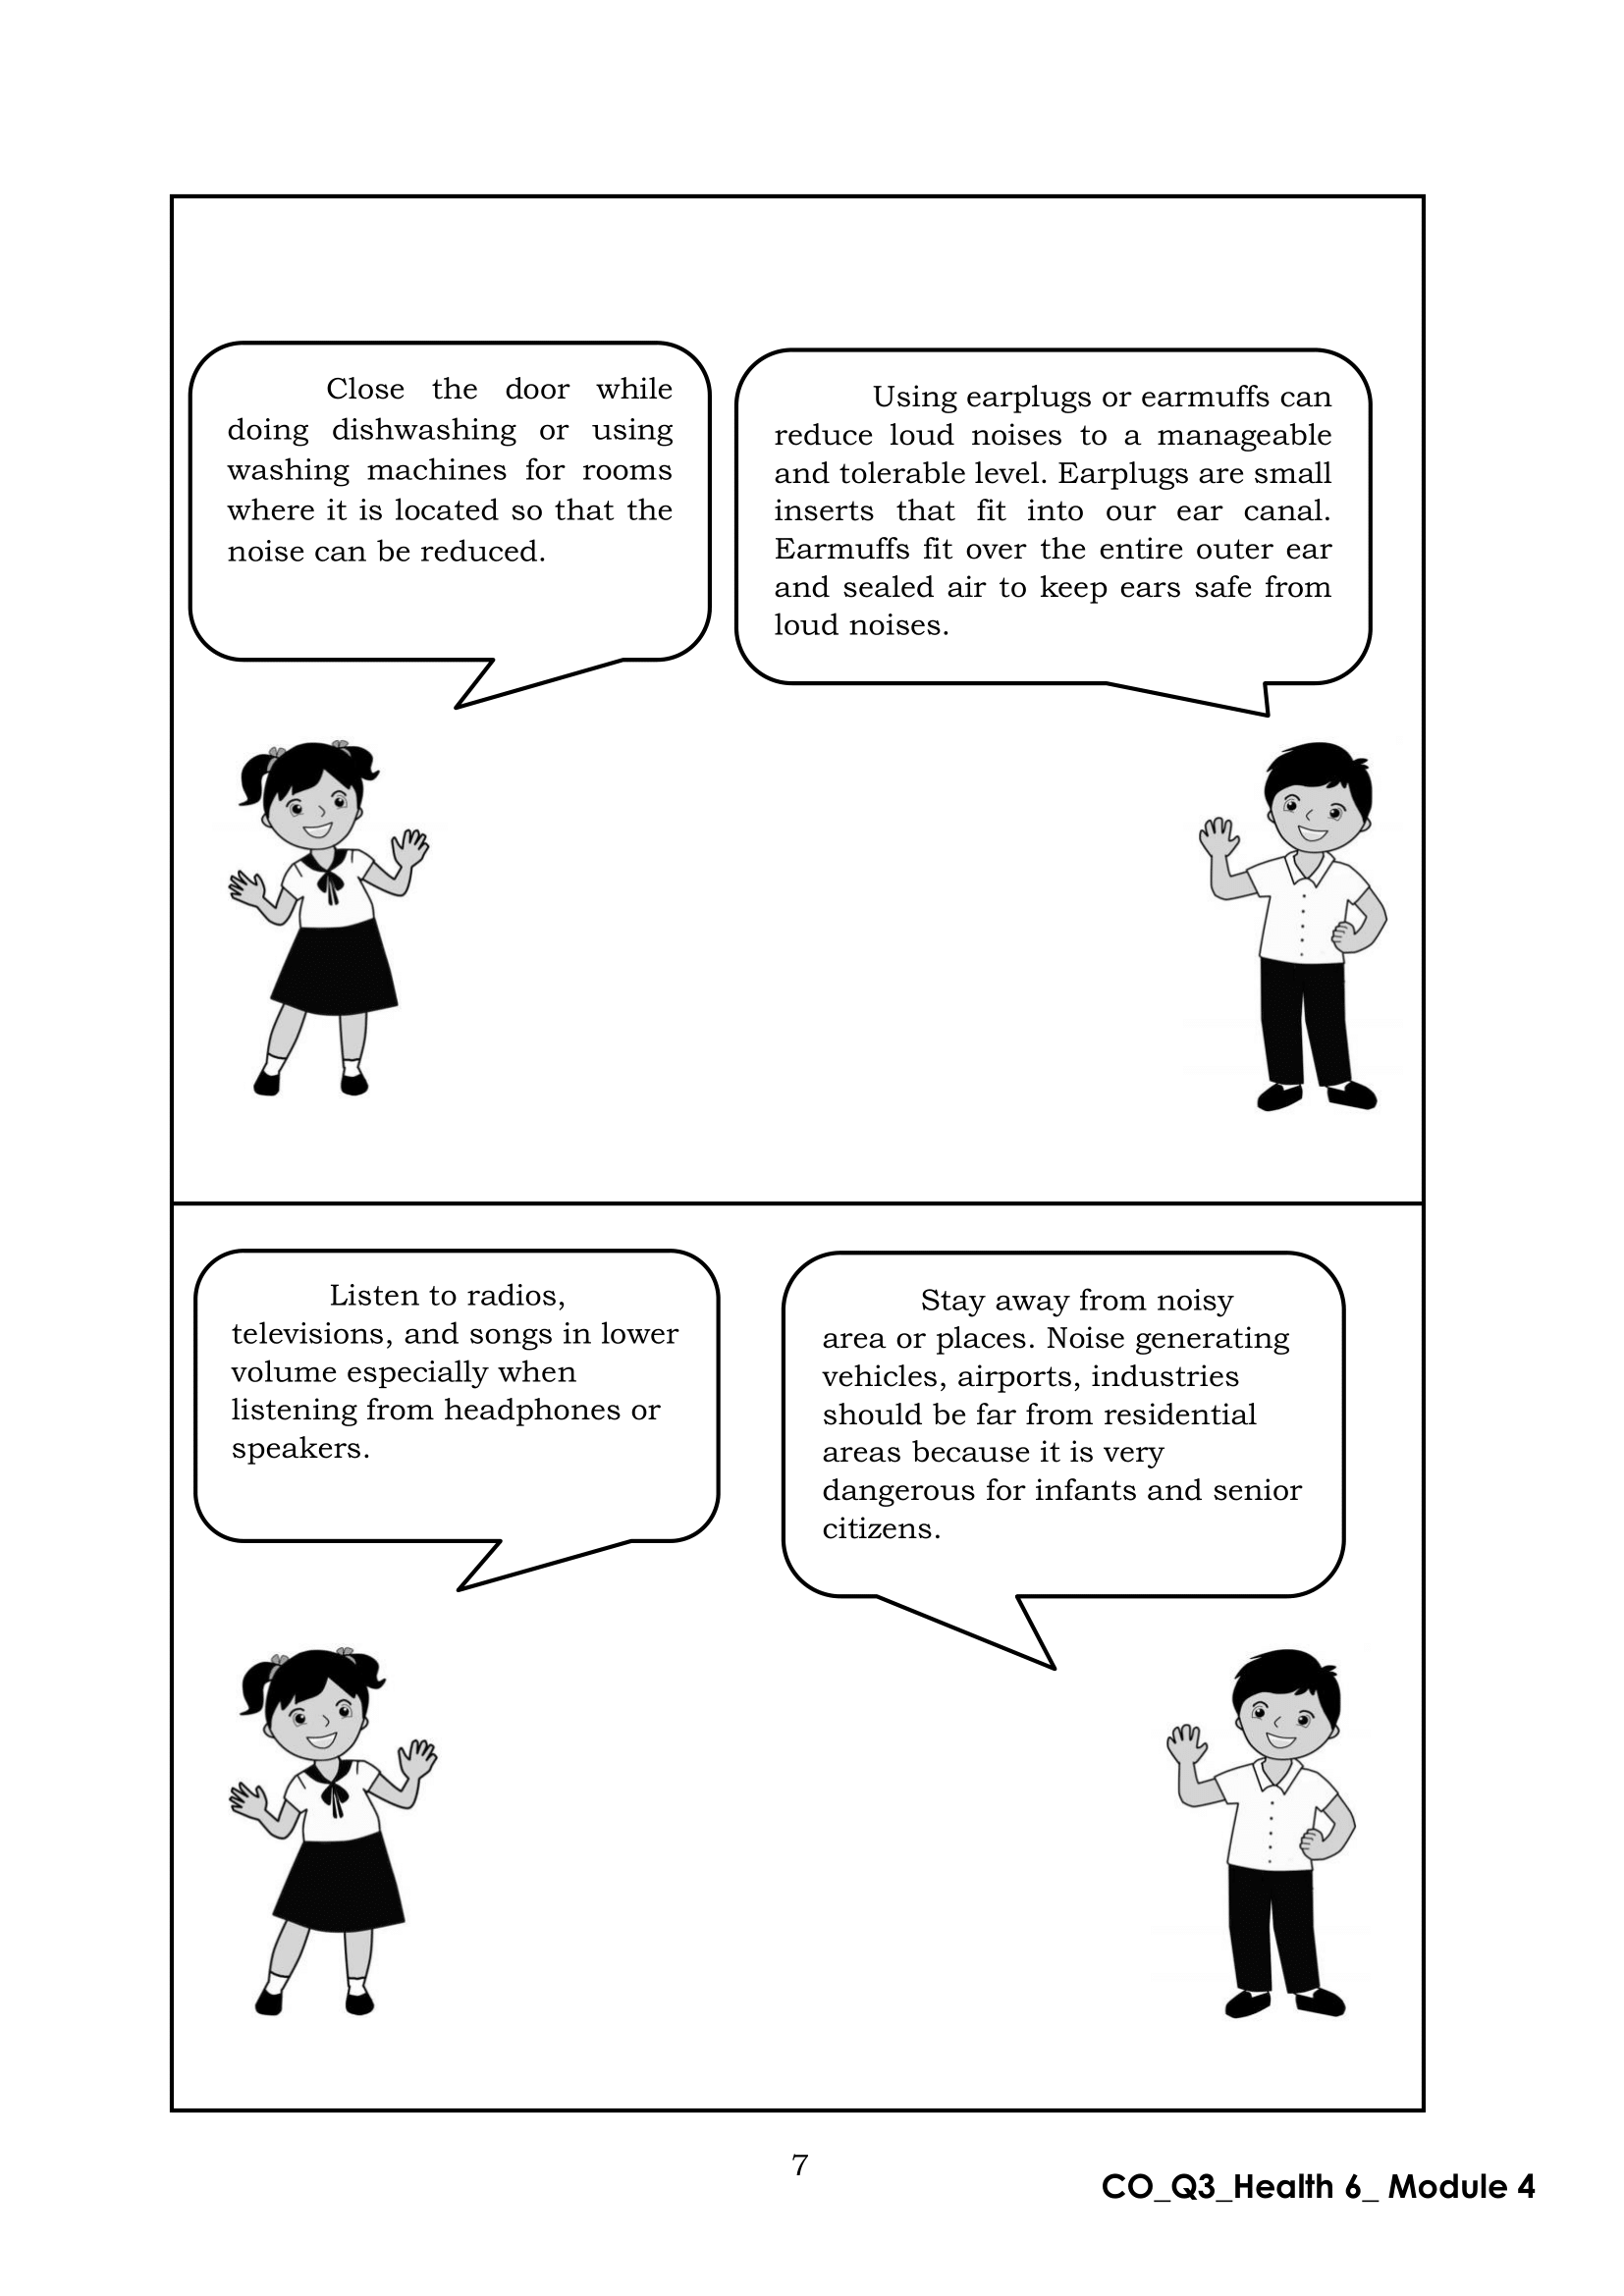 Close the door while
doing dishwashing or using
washing machines for rooms
where it is located so that the
noise can be reduced.
Using earplugs or earmuffs can
reduce loud noises to a manageable
and tolerable level. Earplugs are small
inserts that fit into our ear canal.
Earmuffs fit over the entire outer ear
and sealed air to keep ears safe from
loud noises.
Listen to radios,
televisions, and songs in lower
volume especially when
listening from headphones or
speakers.
Stay away from noisy
area or places. Noise generating
vehicles, airports, industries
should be far from residential
areas because it is very
dangerous for infants and senior
citizens.
7
CO_Q3_Health 6_ Module 4